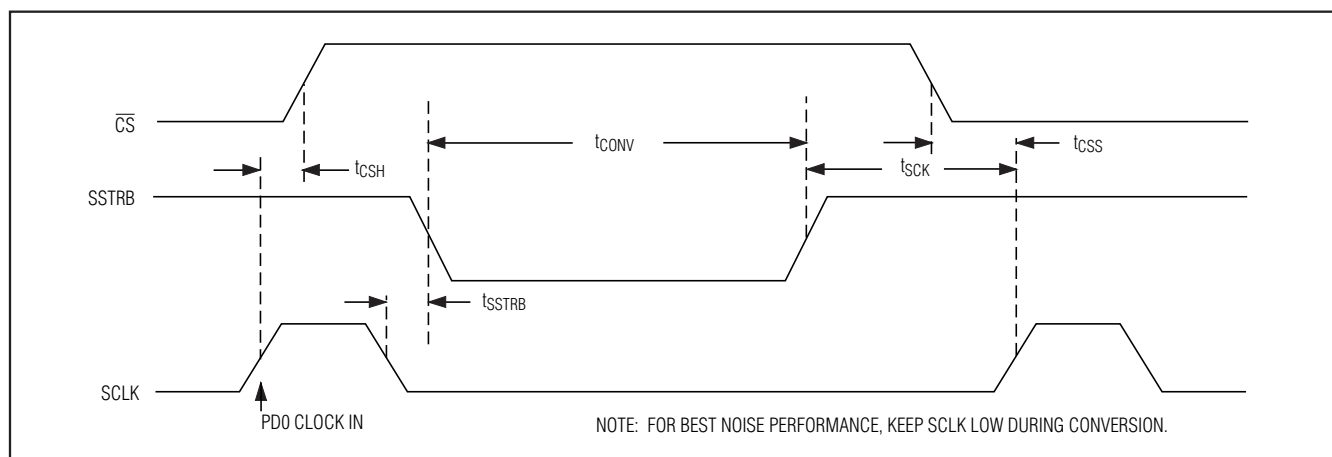 C̅S̅
tCONV
tCSS
tCSH
tSCK
SSTRB
tSSTRB
SCLK
PD0 CLOCK IN
NOTE: FOR BEST NOISE PERFORMANCE, KEEP SCLK LOW DURING CONVERSION.